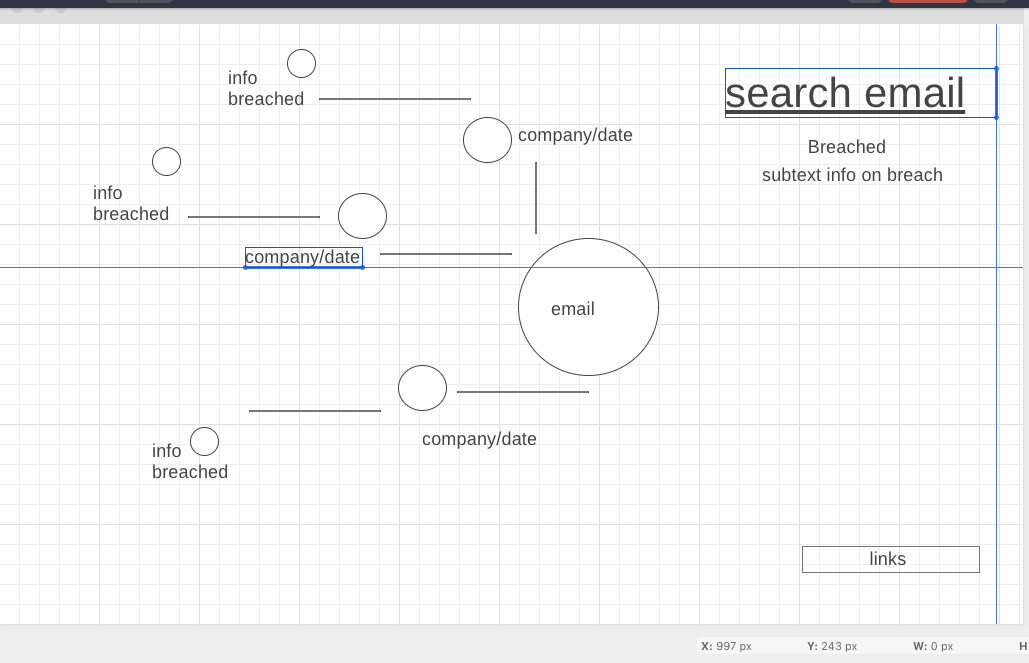 info
breached
search email
company/date
Breached
subtext info on breach
info
breached
company/date
email
company/date
info
breached
links
X: 997 px
Y: 243 px
W: 0 px
H